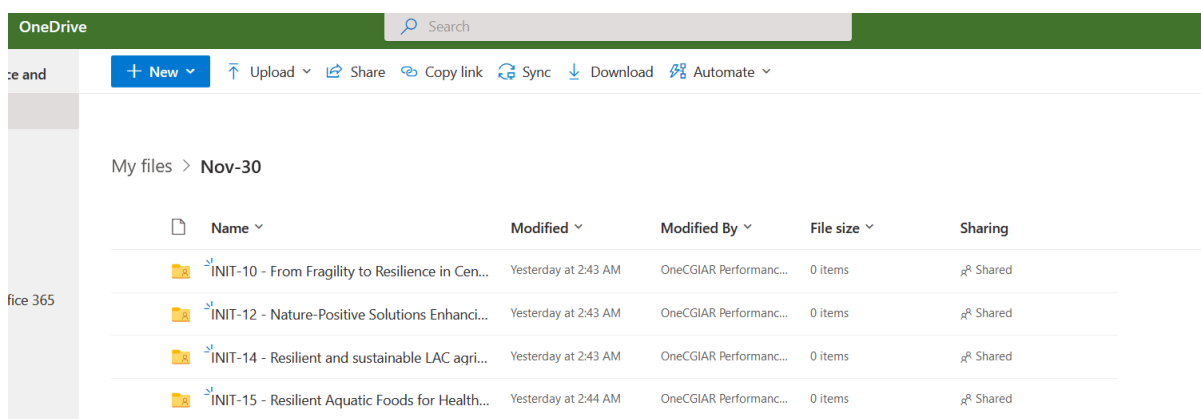 OneDrive
Search
ce and
New
Upload
Share
Copy link
Sync
Download
Automate
My files > Nov-30
Name Modified Modified By File size Sharing
INIT-10 - From Fragility to Resilience in Cen... Yesterday at 2:43 AM OneCGIAR Performanc... 0 items Shared
INIT-12 - Nature-Positive Solutions Enhanci... Yesterday at 2:43 AM OneCGIAR Performanc... 0 items Shared
fice 365
INIT-14 - Resilient and sustainable LAC agri... Yesterday at 2:43 AM OneCGIAR Performanc... 0 items Shared
INIT-15 - Resilient Aquatic Foods for Health... Yesterday at 2:44 AM OneCGIAR Performanc... 0 items Shared